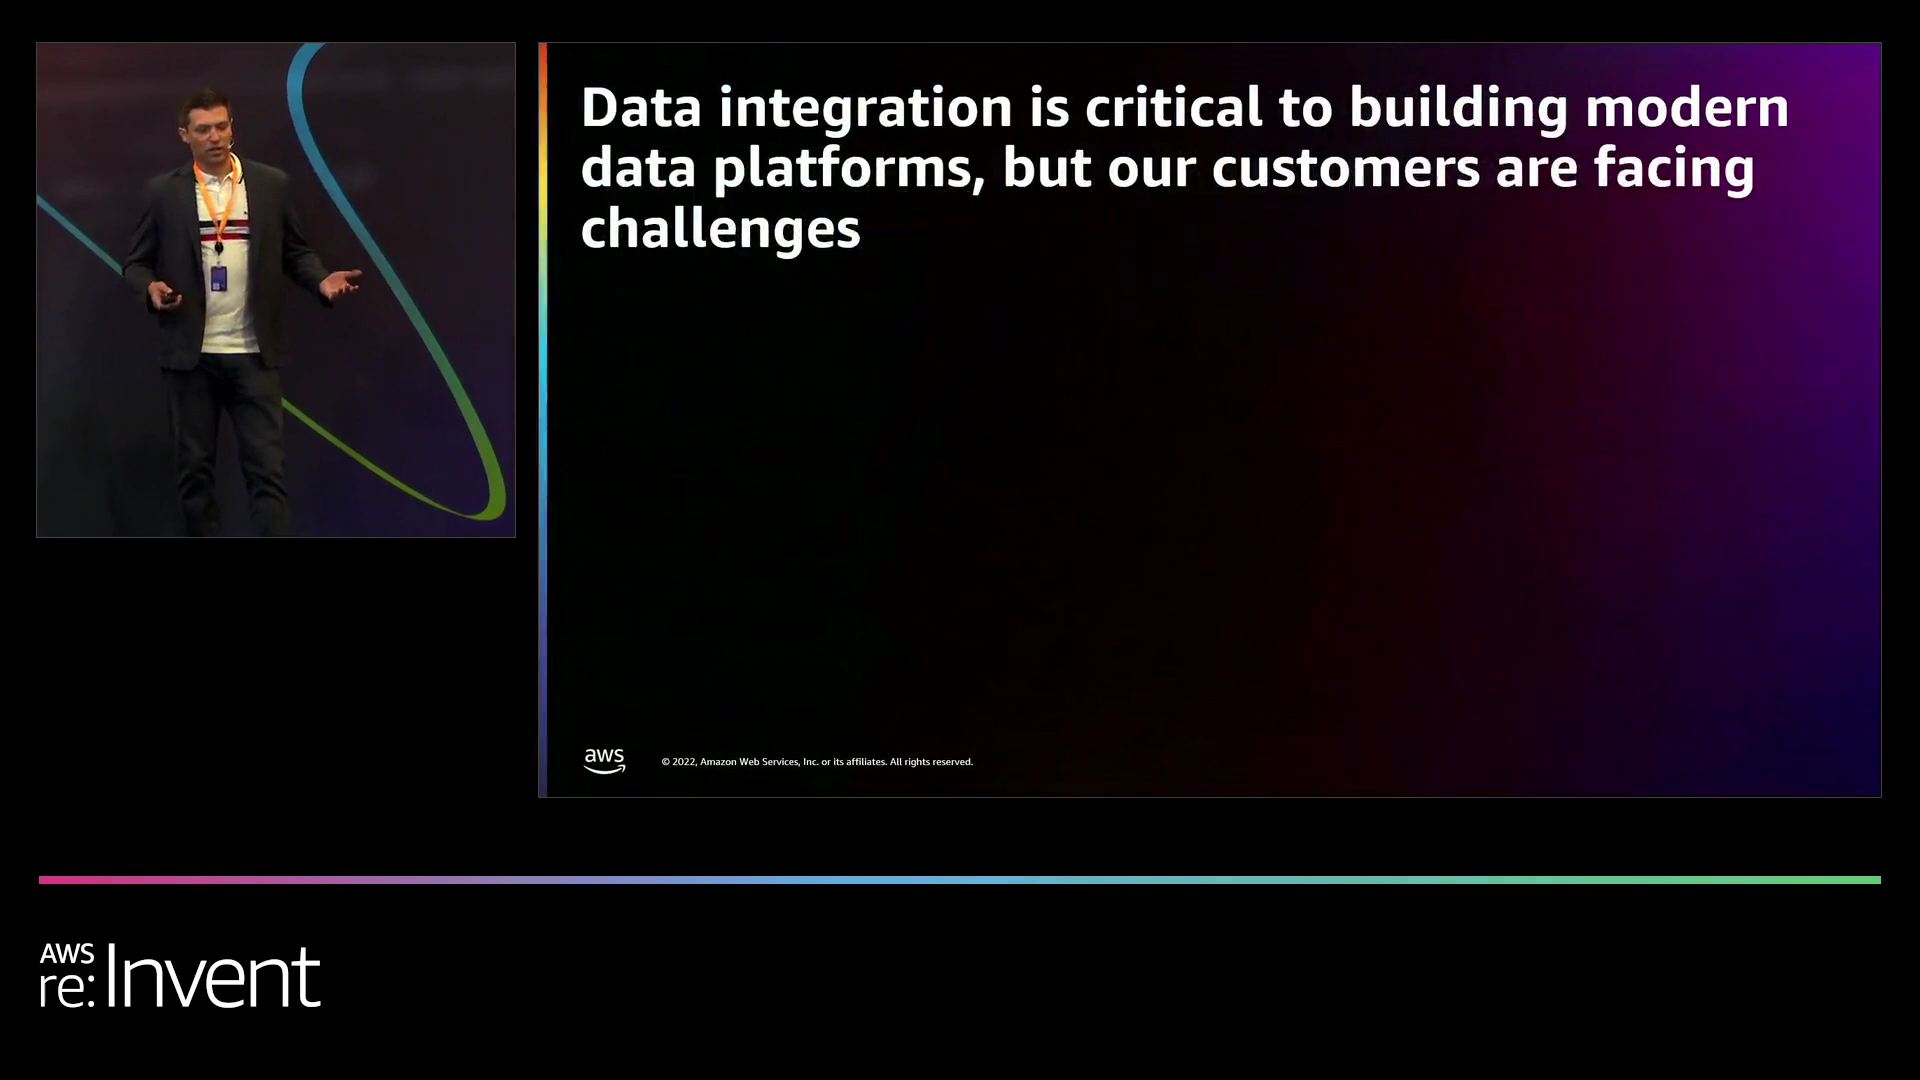 Data integration is critical to building modern
data platforms, but our customers are facing
challenges
aws
© 2022, Amazon Web Services, Inc. or its affiliates. All rights reserved.
AWS
re:Invent